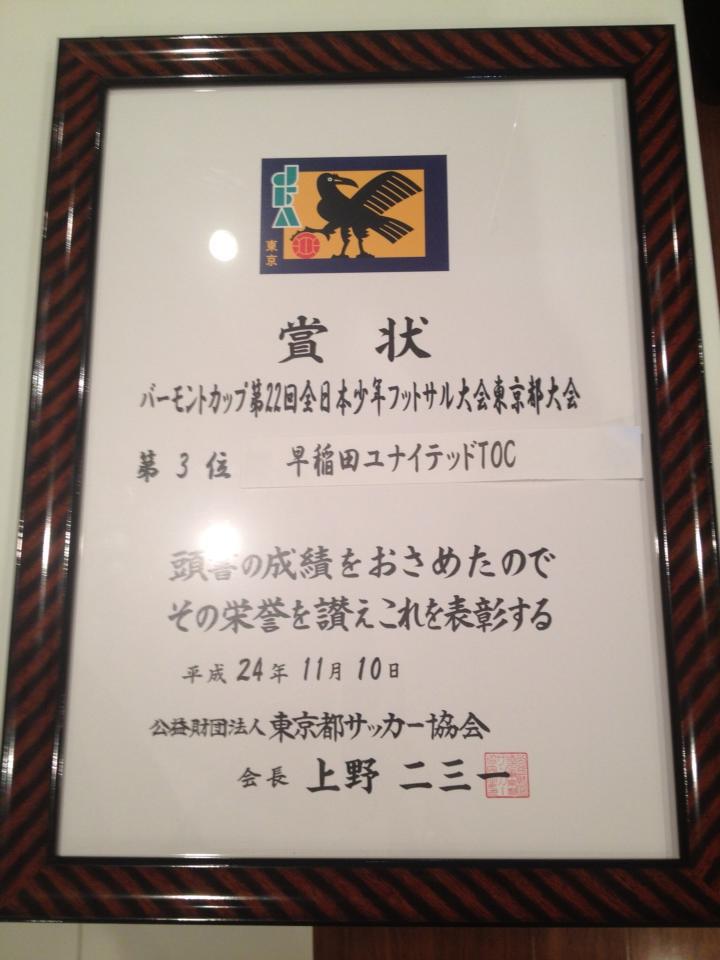 JFA
東京
賞状
バーモントカップ第22回全日本少年フットサル大会東京都大会
第3位 早稲田ユナイテッドTOC
頭書の成績をおさめたので
その栄誉を讃えこれを表彰する
平成24年11月10日
公益財団法人 東京都サッカー協会
会長 上野 二三一